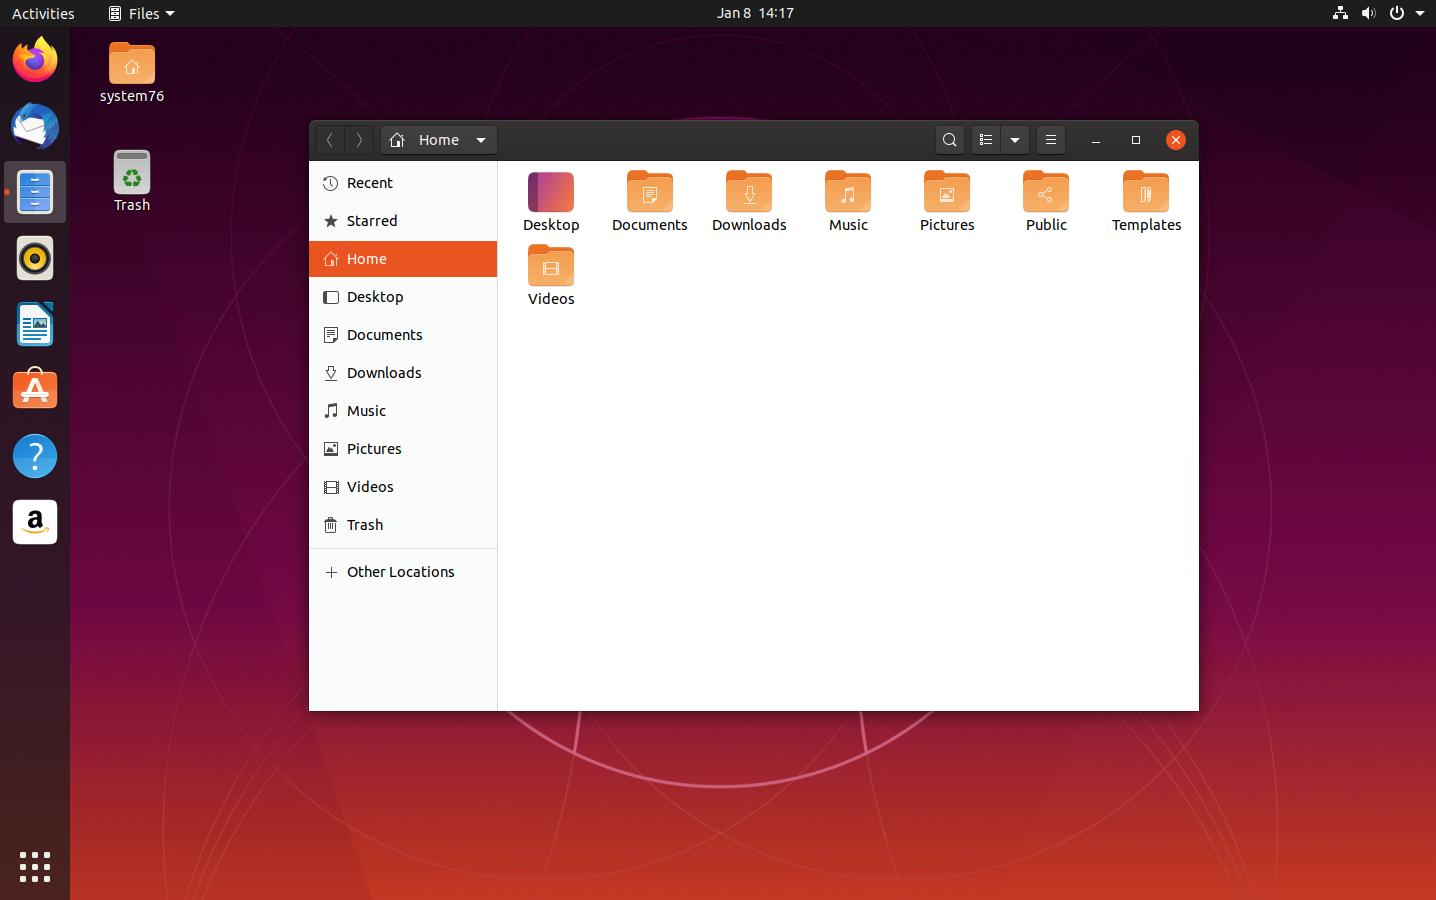 Activities
Files
Jan 8 14:17
system76
Trash
Home
Recent
Starred
Home
Desktop
Documents
Downloads
Music
Pictures
Videos
Trash
Other Locations
Desktop Documents Downloads Music Pictures Public Templates
Videos
A
?
a